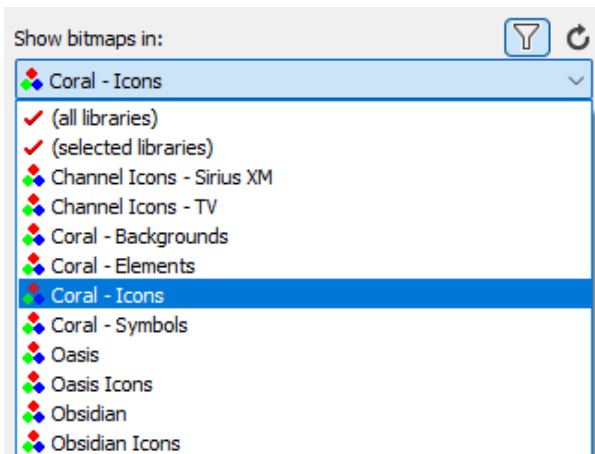 Show bitmaps in:
Coral - Icons
(all libraries)
(selected libraries)
Channel Icons - Sirius XM
Channel Icons - TV
Coral - Backgrounds
Coral - Elements
Coral - Icons
Coral - Symbols
Oasis
Oasis Icons
Obsidian
Obsidian Icons